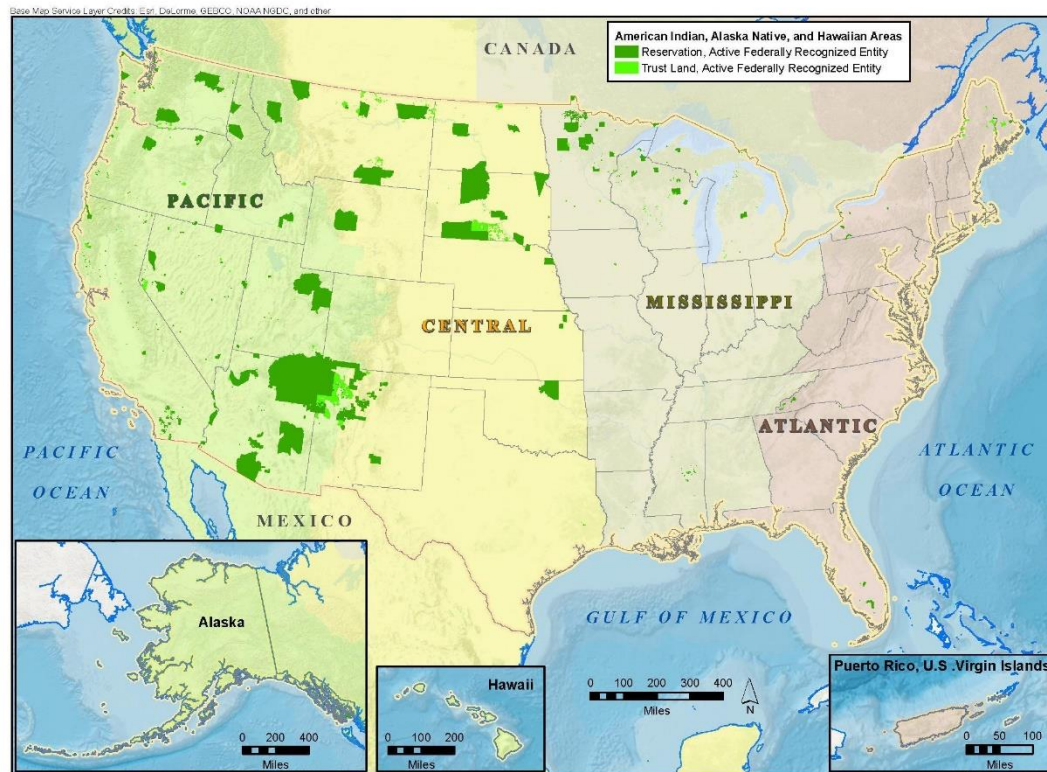 Base Map Service Layer Credits: Esri, DeLorme, GEBCO, NOAA NGDC, and other
CANADA
American Indian, Alaska Native, and Hawaiian Areas
Reservation, Active Federally Recognized Entity
Trust Land, Active Federally Recognized Entity
PACIFIC
MISSISSIPPI
CENTRAL
ATLANTIC
PACIFIC
OCEAN
ATLANTIC
OCEAN
MEXICO
GULF OF MEXICO
Alaska
0 200 400
Miles
Hawaii
0 100 200
Miles
0 100 200 300 400
Miles
N
Puerto Rico, U.S .Virgin Islands
0 50 100
Miles